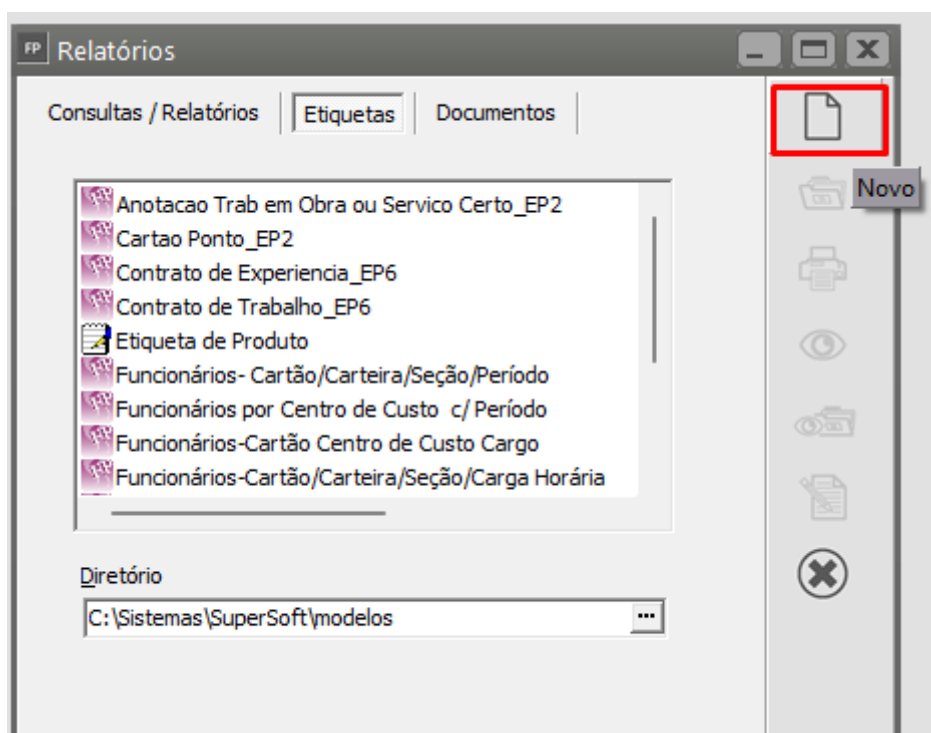 FP Relatórios
Consultas / Relatórios Etiquetas Documentos
Novo
Anotacao Trab em Obra ou Servico Certo_EP2
Cartao Ponto_EP2
Contrato de Experiencia_EP6
Contrato de Trabalho_EP6
Etiqueta de Produto
Funcionários- Cartão/Carteira/Seção/Período
Funcionários por Centro de Custo c/ Período
Funcionários-Cartão Centro de Custo Cargo
Funcionários-Cartão/Carteira/Seção/Carga Horária
Diretório
C:\Sistemas\SuperSoft\modelos ...